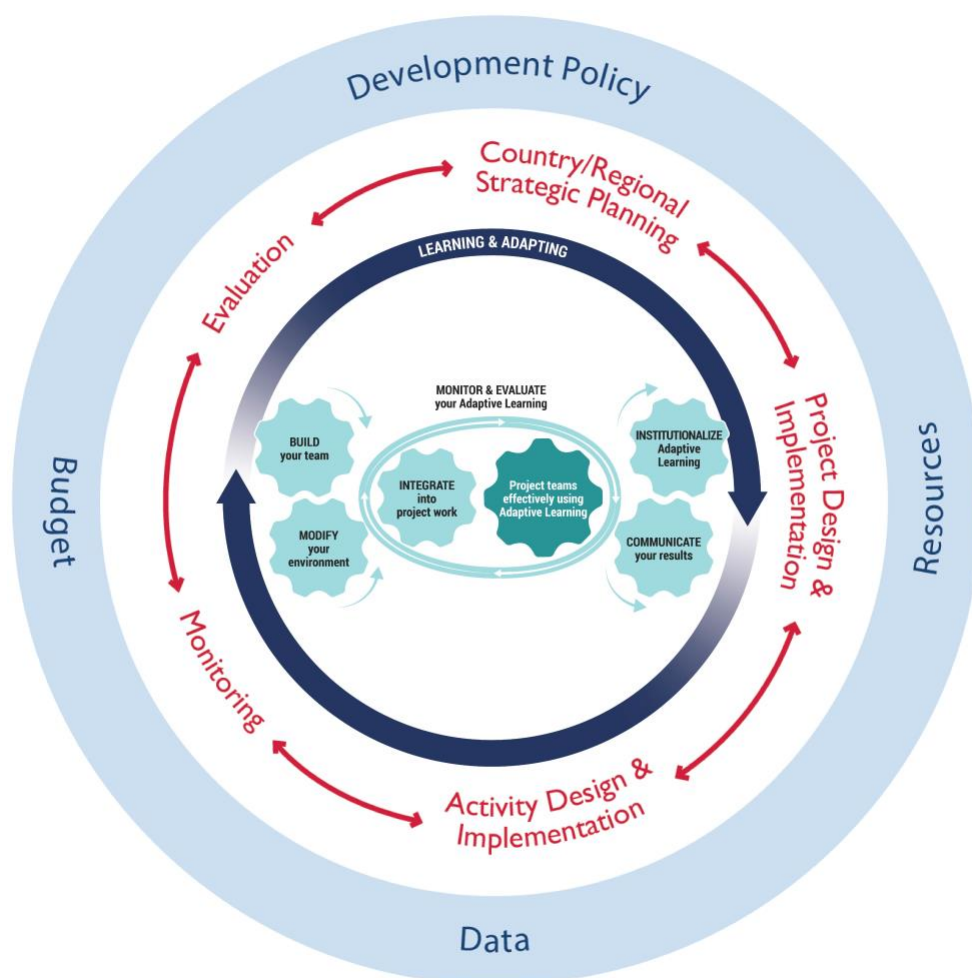 Development Policy
Country/Regional
Strategic Planning
Evaluation
LEARNING & ADAPTING
MONITOR & EVALUATE
your Adaptive Learning
BUILD
your team
INSTITUTIONALIZE
Adaptive
Learning
INTEGRATE
into
project work
Project teams
effectively using
Adaptive Learning
MODIFY
your
environment
COMMUNICATE
your results
Project Design &
Implementation
Budget
Resources
Monitoring
Activity Design &
Implementation
Data